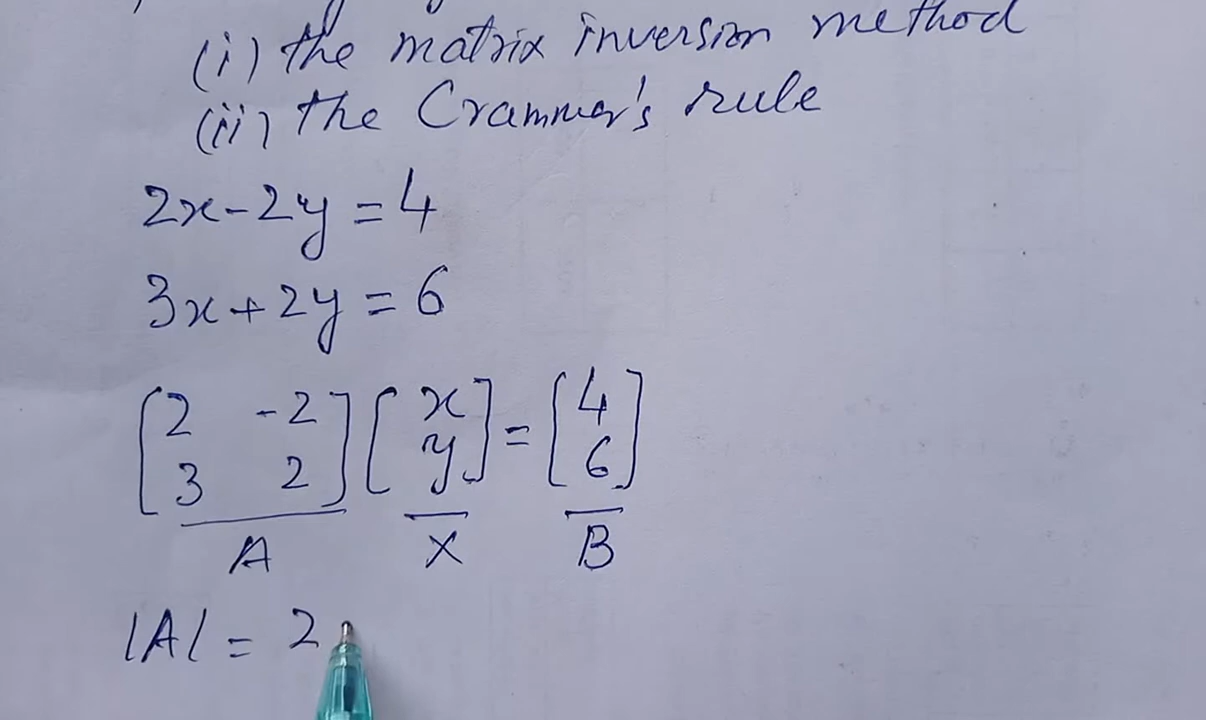 (i) the matrix inversion method
(ii) the Crammer's rule
2x-2y=4
3x+2y=6
[2 -2] [x] = [4]
[3 2] [y] [6]
A X B
|A| = 2